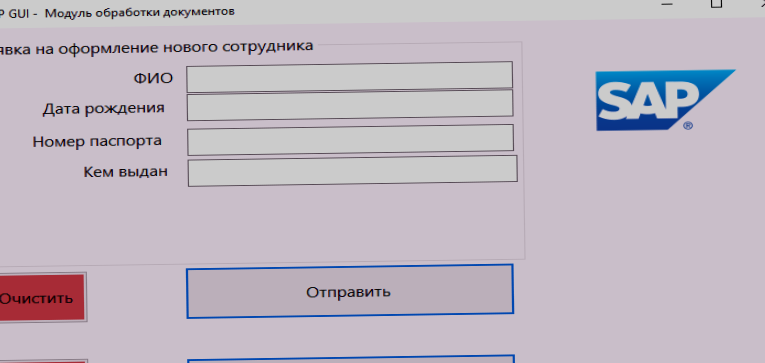 P GUI - Модуль обработки документов
явка на оформление нового сотрудника
ФИО
Дата рождения
Номер паспорта
Кем выдан
SAP
®
Очистить
Отправить